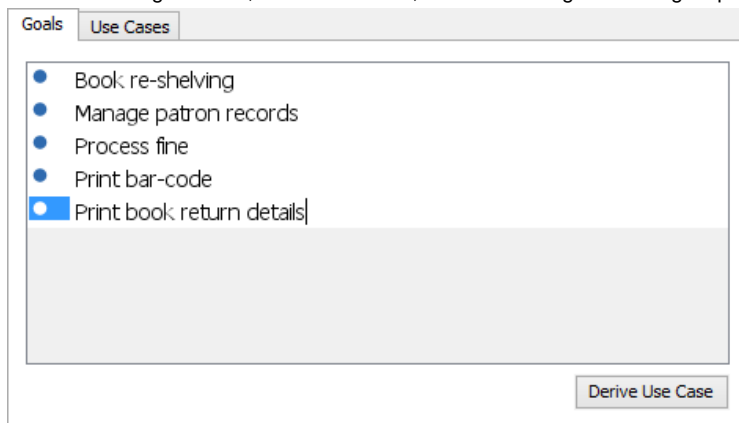 Goals Use Cases
Book re-shelving
Manage patron records
Process fine
Print bar-code
Print book return details
Derive Use Case